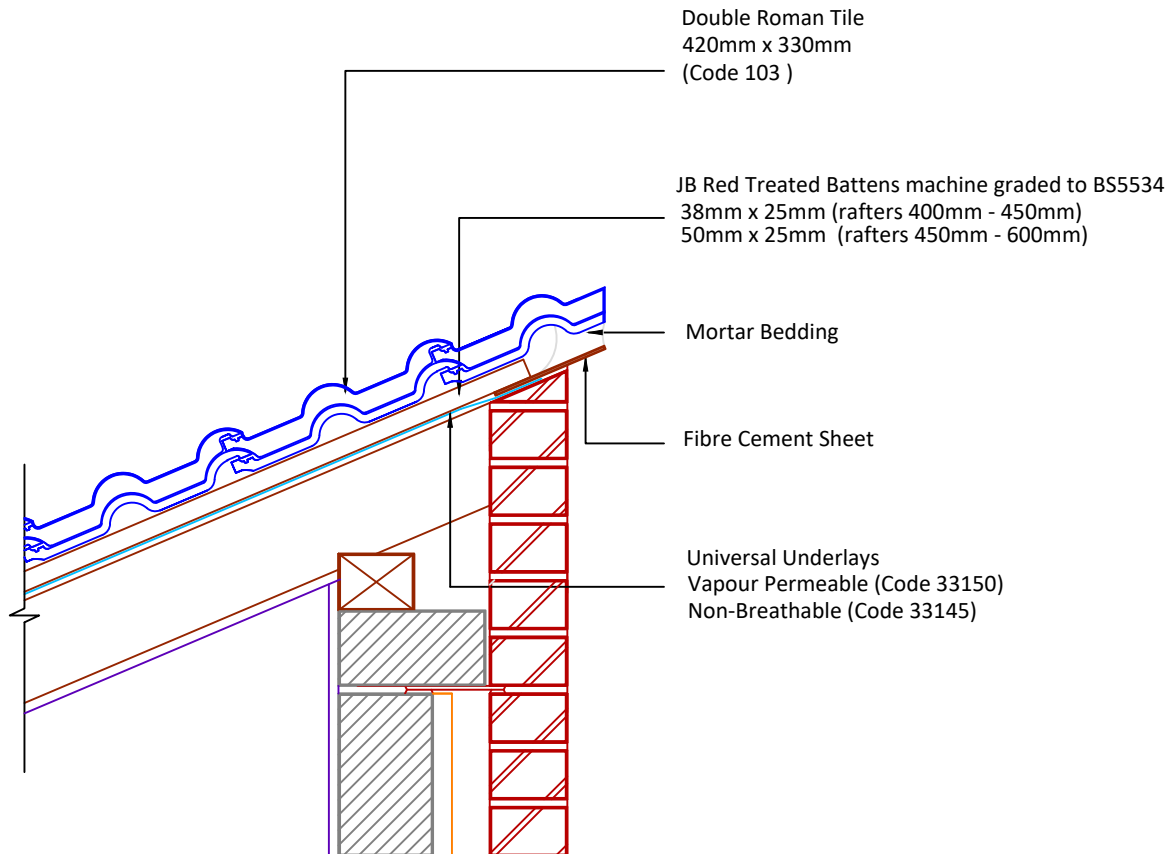 Double Roman Tile
420mm x 330mm
(Code 103 )
JB Red Treated Battens machine graded to BS5534
38mm x 25mm (rafters 400mm - 450mm)
50mm x 25mm  (rafters 450mm - 600mm)
Mortar Bedding
Fibre Cement Sheet
Universal Underlays
Vapour Permeable (Code 33150)
Non-Breathable (Code 33145)